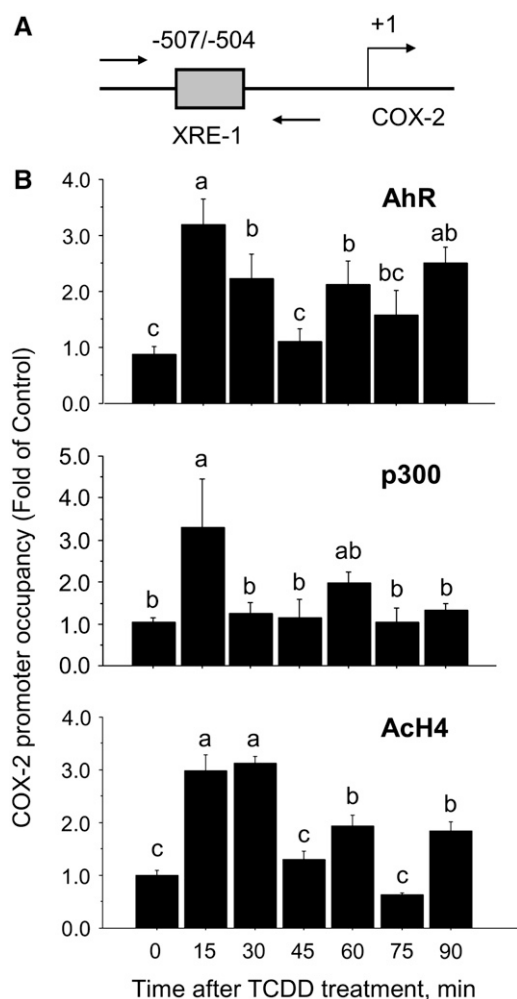 A
-507/-504
+1
XRE-1
COX-2
B
COX-2 promoter occupancy (Fold of Control)
AhR
4.0
3.0
2.0
1.0
0.0
c
a
b
c
b
bc
ab
p300
5.0
4.0
3.0
2.0
1.0
0.0
b
a
b
b
ab
b
b
AcH4
4.0
3.0
2.0
1.0
0.0
c
a
a
c
b
c
b
0 15 30 45 60 75 90
Time after TCDD treatment, min